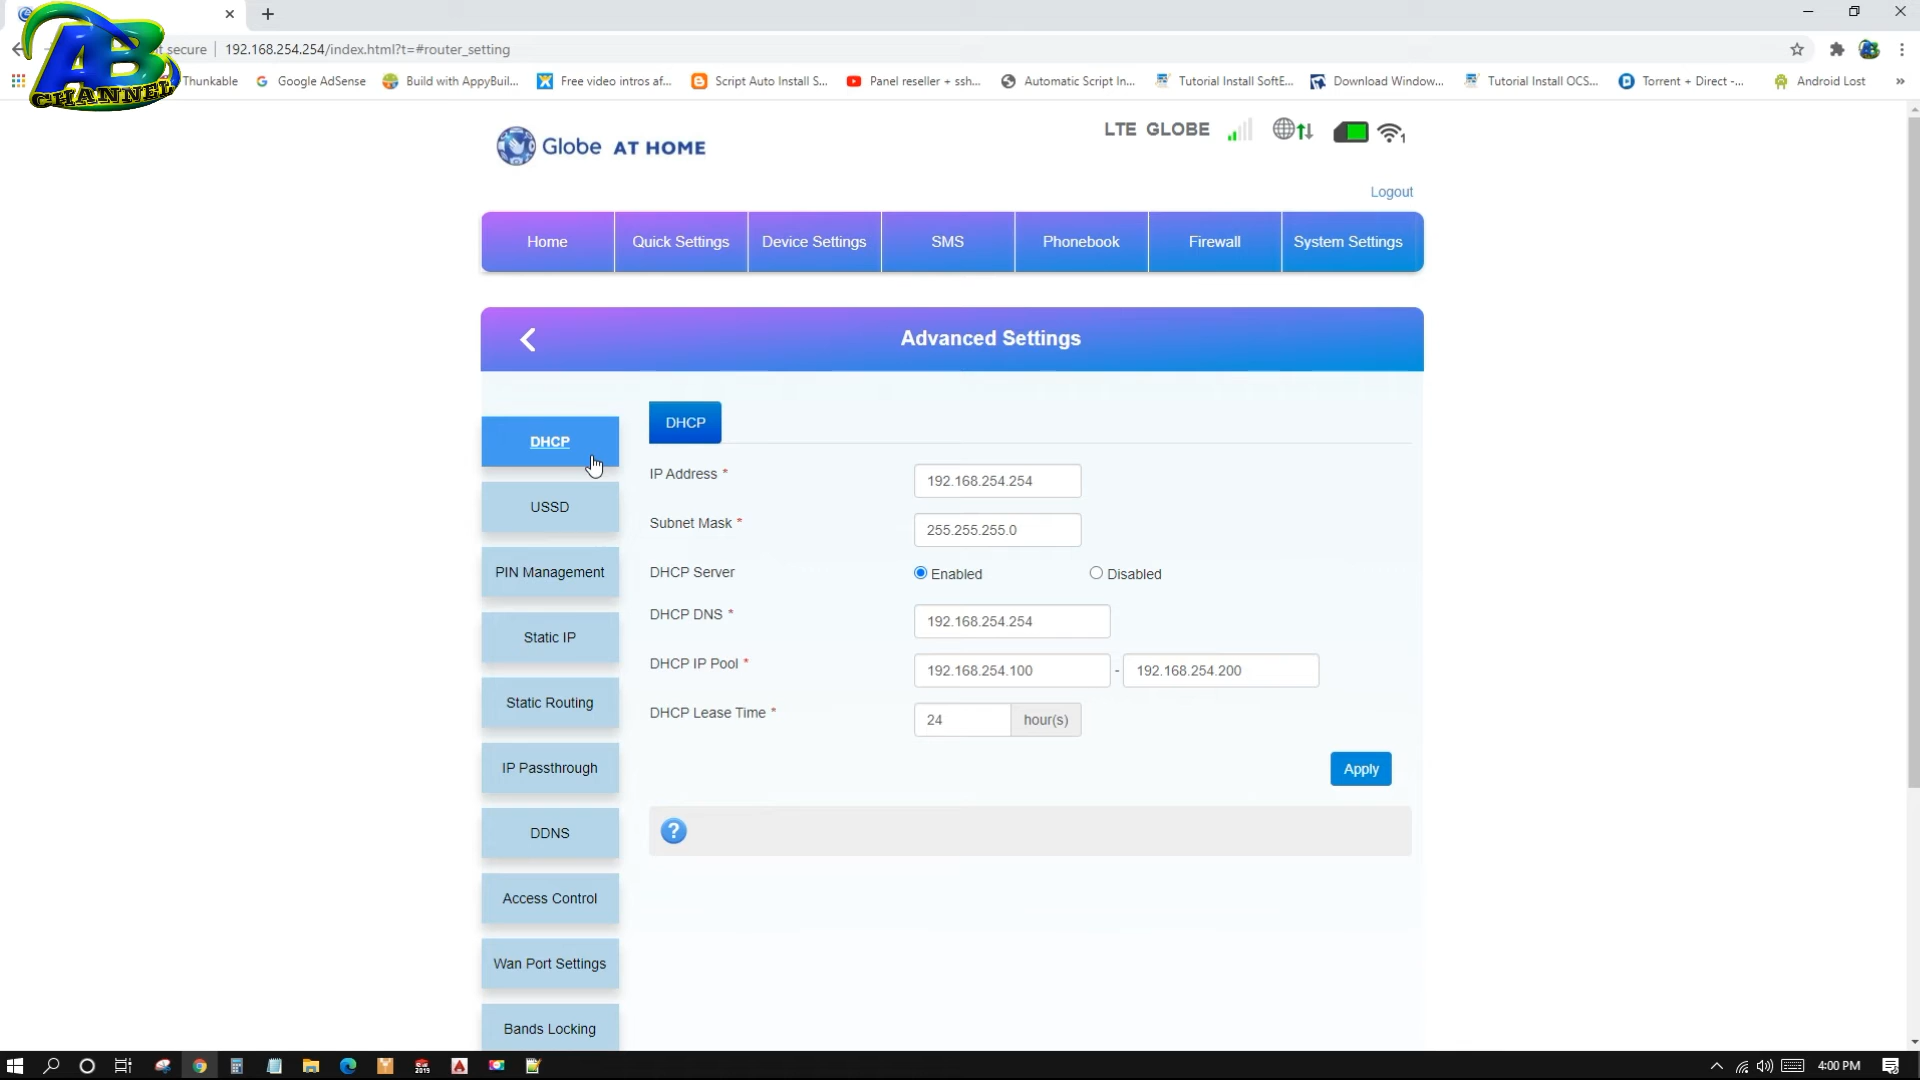 AB
CHANNEL
t secure | 192.168.254.254/index.html?t=#router_setting
Thunkable Google AdSense Build with AppyBuil... Free video intros af... Script Auto Install S... Panel reseller + ssh... Automatic Script In... Tutorial Install SoftE... Download Window... Tutorial Install OCS... Torrent + Direct -... Android Lost »
Globe AT HOME
LTE GLOBE 1
Logout
Home Quick Settings Device Settings SMS Phonebook Firewall System Settings
Advanced Settings
DHCP
USSD
PIN Management
Static IP
Static Routing
IP Passthrough
DDNS
Access Control
Wan Port Settings
Bands Locking
DHCP
IP Address * 192.168.254.254
Subnet Mask * 255.255.255.0
DHCP Server Enabled Disabled
DHCP DNS * 192.168.254.254
DHCP IP Pool * 192.168.254.100 - 192.168.254.200
DHCP Lease Time * 24 hour(s)
Apply
?
4:00 PM